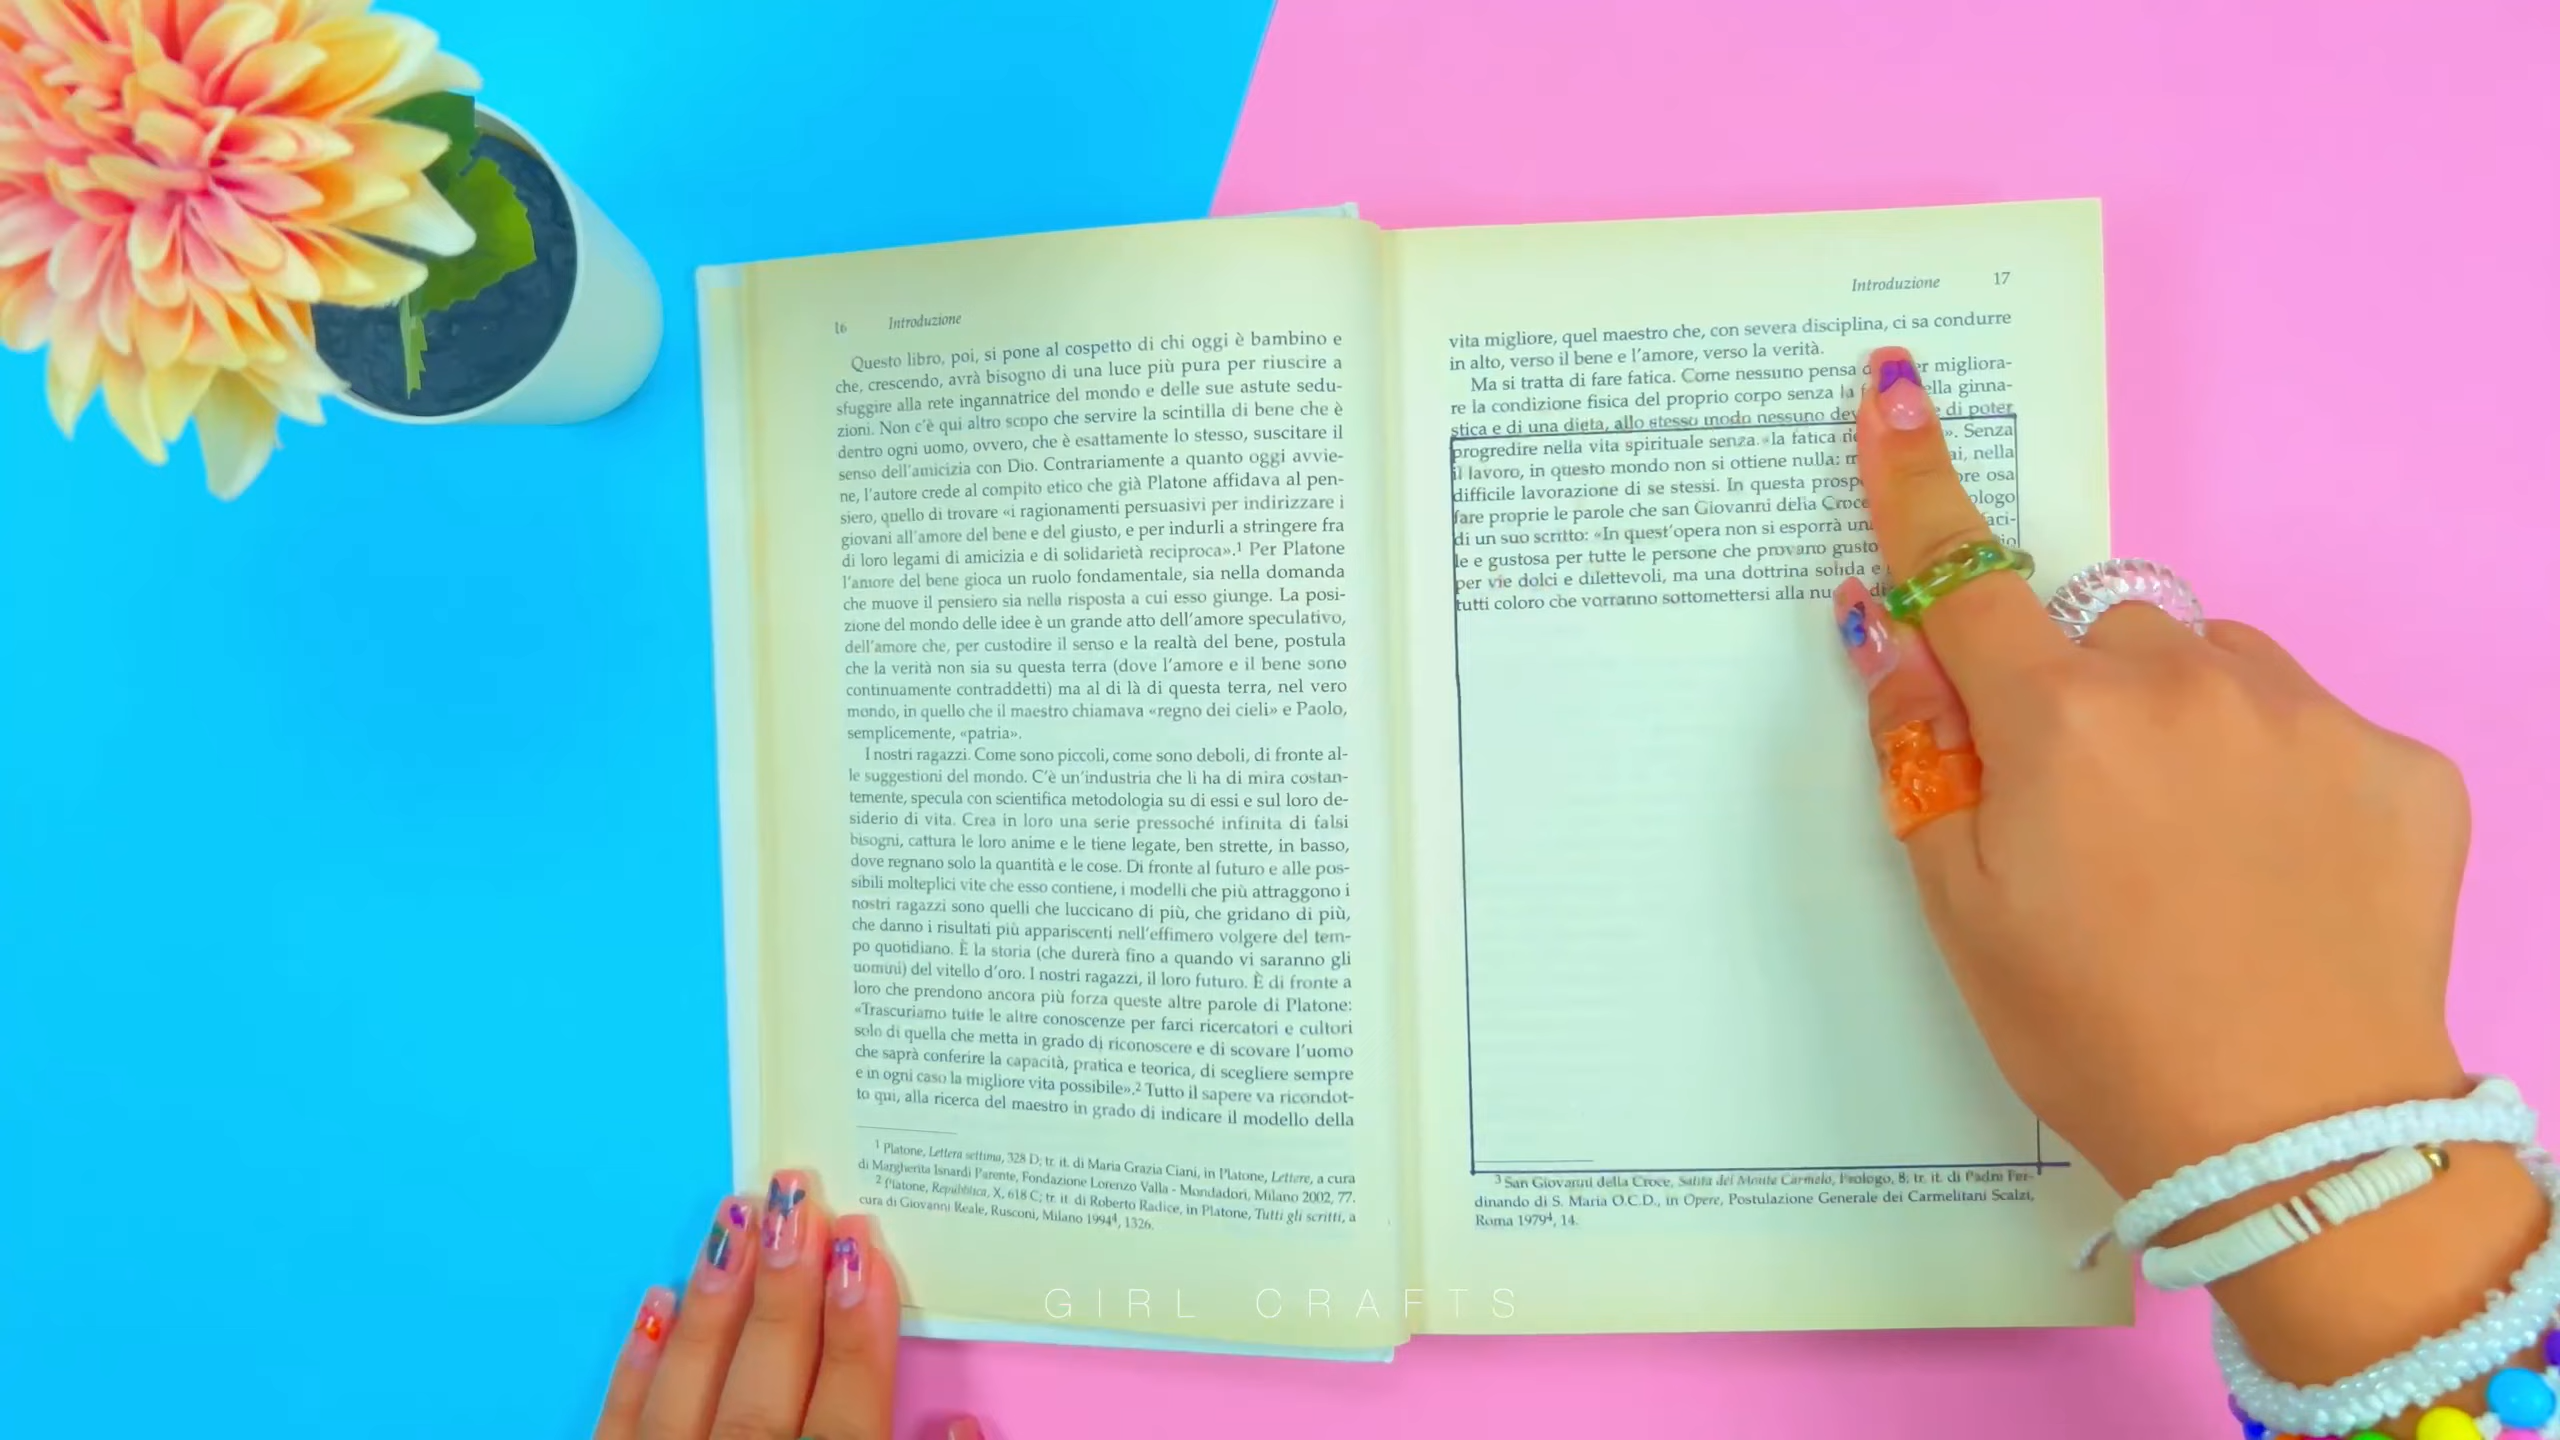 16 Introduzione
Questo libro, poi, si pone al cospetto di chi oggi è bambino e
che, crescendo, avrà bisogno di una luce più pura per riuscire a
sfuggire alla rete ingannatrice del mondo e delle sue astute sedu-
zioni. Non c'è qui altro scopo che servire la scintilla di bene che è
dentro ogni uomo, ovvero, che è esattamente lo stesso, suscitare il
senso dell'amicizia con Dio. Contrariamente a quanto oggi avvie-
ne, l'autore crede al compito etico che già Platone affidava al pen-
siero, quello di trovare «i ragionamenti persuasivi per indirizzare i
giovani all'amore del bene e del giusto, e per indurli a stringere fra
di loro legami di amicizia e di solidarietà reciproca».¹ Per Platone
l'amore del bene gioca un ruolo fondamentale, sia nella domanda
che muove il pensiero sia nella risposta a cui esso giunge. La posi-
zione del mondo delle idee è un grande atto dell'amore speculativo,
dell'amore che, per custodire il senso e la realtà del bene, postula
che la verità non sia su questa terra (dove l'amore e il bene sono
continuamente contraddetti) ma al di là di questa terra, nel vero
mondo, in quello che il maestro chiamava «regno dei cieli» e Paolo,
semplicemente, «patria».
I nostri ragazzi. Come sono piccoli, come sono deboli, di fronte al-
le suggestioni del mondo. C'è un'industria che li ha di mira costan-
temente, specula con scientifica metodologia su di essi e sul loro de-
siderio di vita. Crea in loro una serie pressoché infinita di falsi
bisogni, cattura le loro anime e le tiene legate, ben strette, in basso,
dove regnano solo la quantità e le cose. Di fronte al futuro e alle pos-
sibili molteplici vite che esso contiene, i modelli che più attraggono i
nostri ragazzi sono quelli che luccicano di più, che gridano di più,
che danno i risultati più appariscenti nell'effimero volgere del tem-
po quotidiano. È la storia (che durerà fino a quando vi saranno gli
uomini) del vitello d'oro. I nostri ragazzi, il loro futuro. È di fronte a
loro che prendono ancora più forza queste altre parole di Platone:
«Trascuriamo tutte le altre conoscenze per farci ricercatori e cultori
solo di quella che metta in grado di riconoscere e di scovare l'uomo
che saprà conferire la capacità, pratica e teorica, di scegliere sempre
e in ogni caso la migliore vita possibile».² Tutto il sapere va ricondot-
to qui, alla ricerca del maestro in grado di indicare il modello della
¹ Platone, Lettera settima, 328 D; tr. it. di Maria Grazia Ciani, in Platone, Lettere, a cura
di Margherita Isnardi Parente, Fondazione Lorenzo Valla - Mondadori, Milano 2002, 77.
² Platone, Repubblica, X, 618 C; tr. it. di Roberto Radice, in Platone, Tutti gli scritti, a
cura di Giovanni Reale, Rusconi, Milano 1994⁴, 1326.
Introduzione 17
vita migliore, quel maestro che, con severa disciplina, ci sa condurre
in alto, verso il bene e l'amore, verso la verità.
Ma si tratta di fare fatica. Come nessuno pensa migliora-
re la condizione fisica del proprio corpo senza la ginna-
stica e di una dieta, allo stesso modo nessuno di poter
progredire nella vita spirituale senza «la fatica Senza
il lavoro, in questo mondo non si ottiene nulla: nella
difficile lavorazione di se stessi. In questa osa
fare proprie le parole che san Giovanni della Croce
di un suo scritto: «In quest'opera non si esporrà
le e gustosa per tutte le persone che provano gusto
per vie dolci e dilettevoli, ma una dottrina solida e
tutti coloro che vorranno sottomettersi alla
³ San Giovanni della Croce, Salita del Monte Carmelo, Prologo, 8; tr. it. di Padre Fer-
dinando di S. Maria O.C.D., in Opere, Postulazione Generale dei Carmelitani Scalzi,
Roma 1979⁴, 14.
GIRL CRAFTS